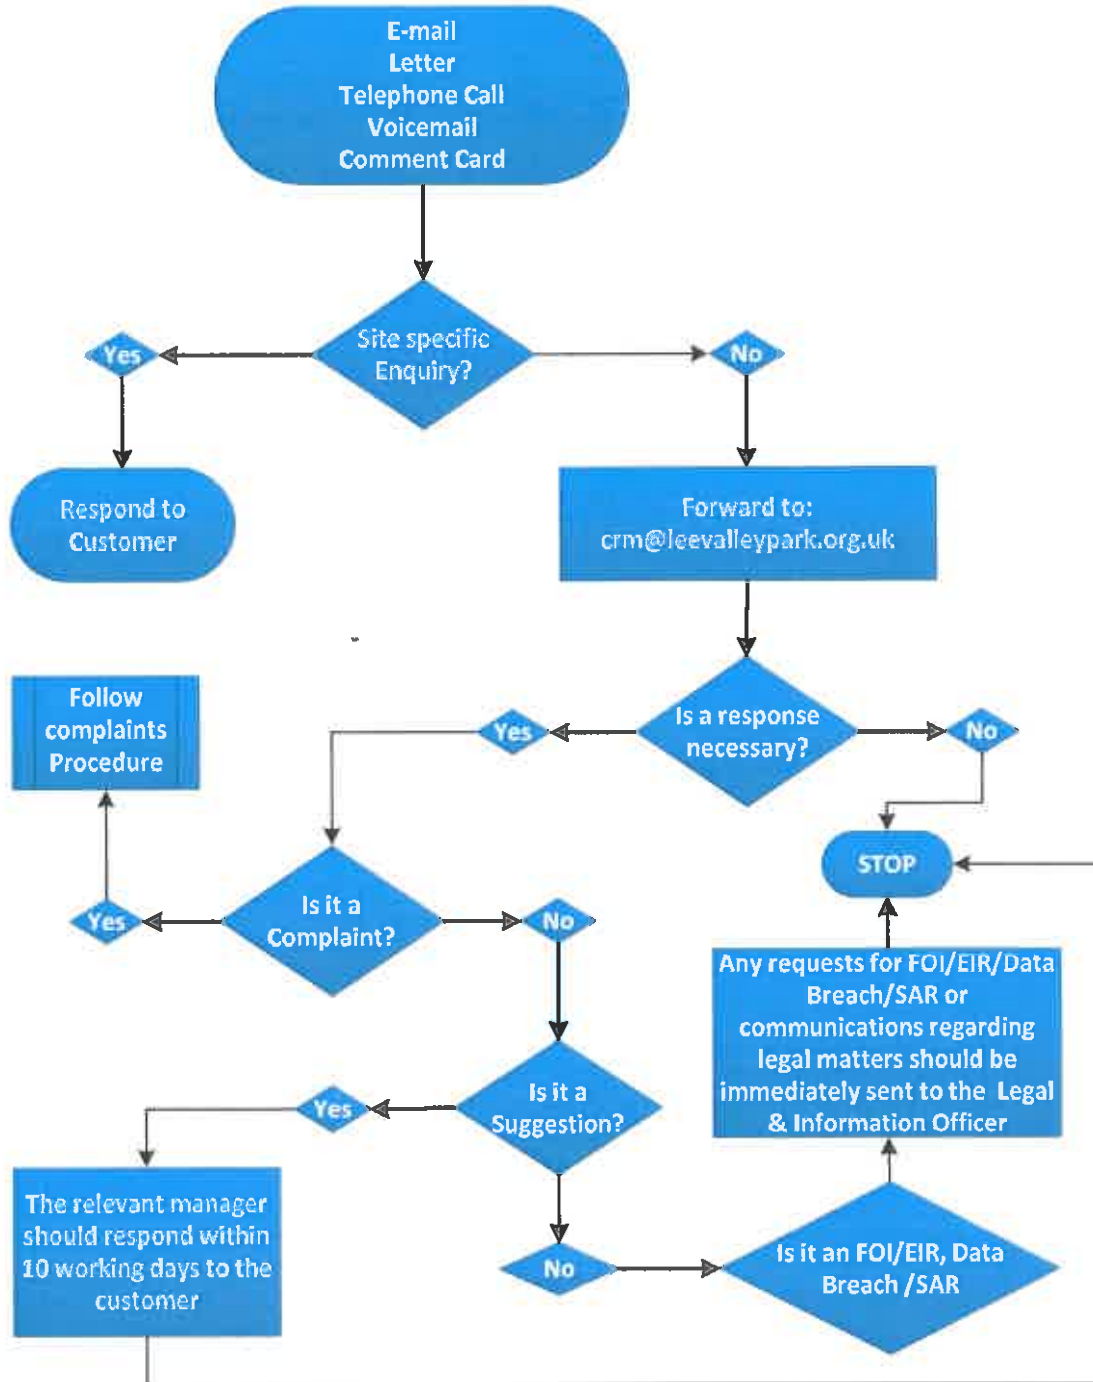 E-mail
Letter
Telephone Call
Voicemail
Comment Card
Site specific
Enquiry?
Yes
No
Respond to
Customer
Forward to:
crm@leevalleypark.org.uk
Is a response
necessary?
Yes
No
Follow
complaints
Procedure
STOP
Is it a
Complaint?
Yes
No
Any requests for FOI/EIR/Data
Breach/SAR or
communications regarding
legal matters should be
immediately sent to the Legal
& Information Officer
Is it a
Suggestion?
Yes
The relevant manager
should respond within
10 working days to the
customer
No
Is it an FOI/EIR, Data
Breach /SAR